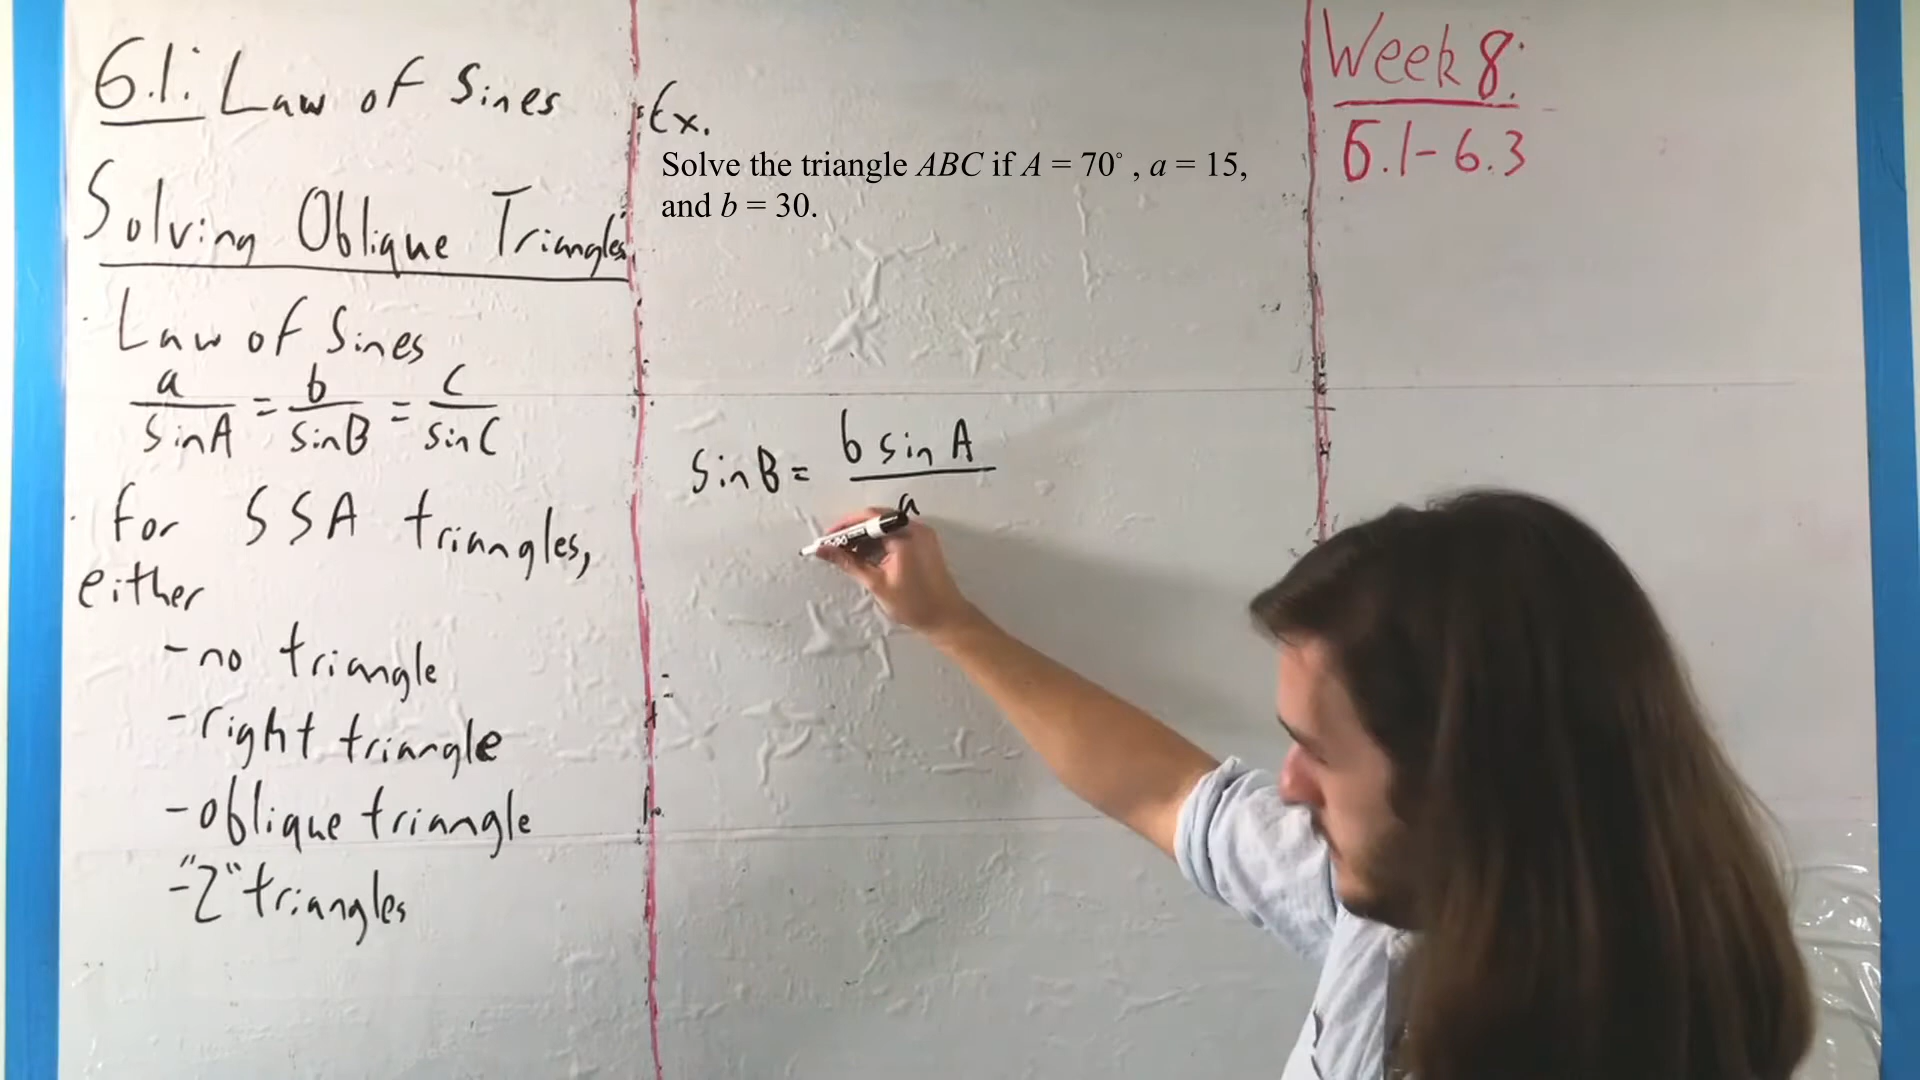 6.1: Law of Sines
Solving Oblique Triangles
· Law of Sines
a/sinA = b/sinB = c/sinC
· for SSA triangles,
either
- no triangle
- right triangle
- oblique triangle
- "2" triangles
· Ex.
Solve the triangle ABC if A = 70°, a = 15,
and b = 30.
sinB = b sin A / a
Week 8:
6.1-6.3